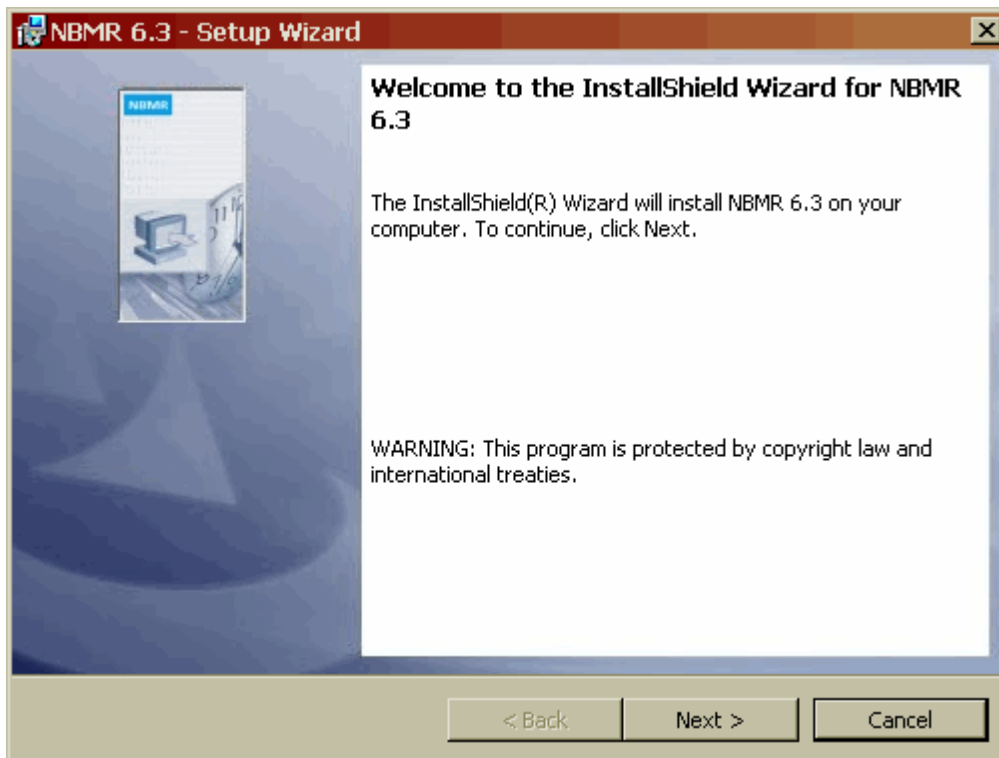 NBMR 6.3 - Setup Wizard
NBMR
Welcome to the InstallShield Wizard for NBMR
6.3
The InstallShield(R) Wizard will install NBMR 6.3 on your
computer. To continue, click Next.
WARNING: This program is protected by copyright law and
international treaties.
< Back
Next >
Cancel